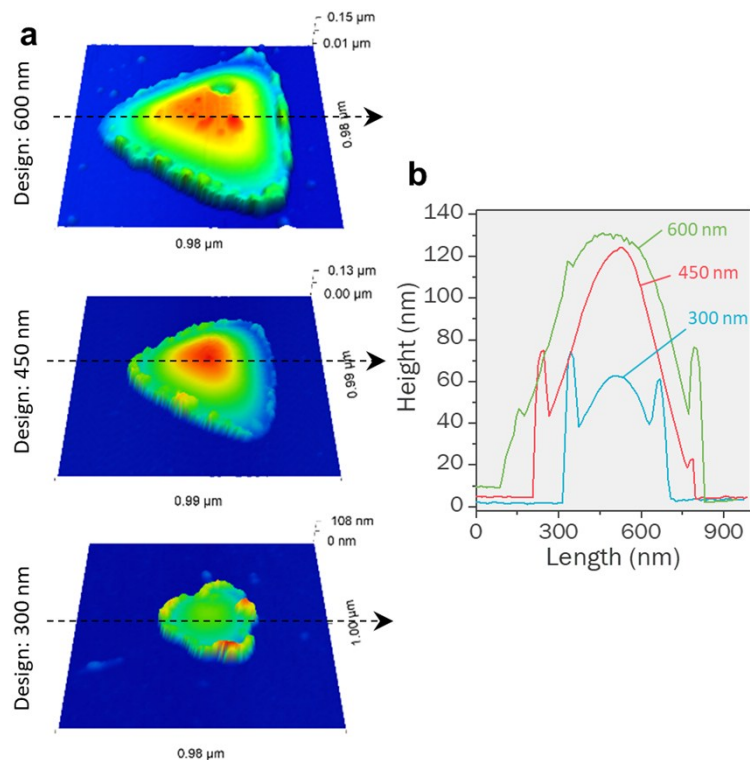 a
Design: 600 nm
0.15 µm
0.01 µm
0.98 µm
0.98 µm
Design: 450 nm
0.13 µm
0.00 µm
0.99 µm
0.99 µm
Design: 300 nm
108 nm
0 nm
1.00 µm
0.98 µm
b
Height (nm)
140
120
100
80
60
40
20
0
600 nm
450 nm
300 nm
0 300 600 900
Length (nm)